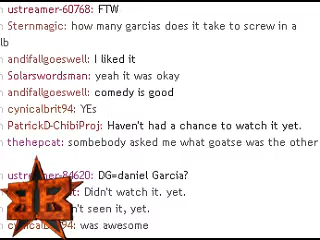 ustreamer-60768: FTW
Sternmagic: how many garcias does it take to screw in a
lb
andifallgoeswell: I liked it
Solarswordsman: yeah it was okay
andifallgoeswell: comedy is good
cynicalbrit94: YEs
PatrickD-ChibiProj: Haven't had a chance to watch it yet.
thehepcat: sombebody asked me what goatse was the other
ustreamer-84620: DG=daniel Garcia?
t: Didn't watch it. yet.
't seen it, yet.
cynicalbrit94: was awesome